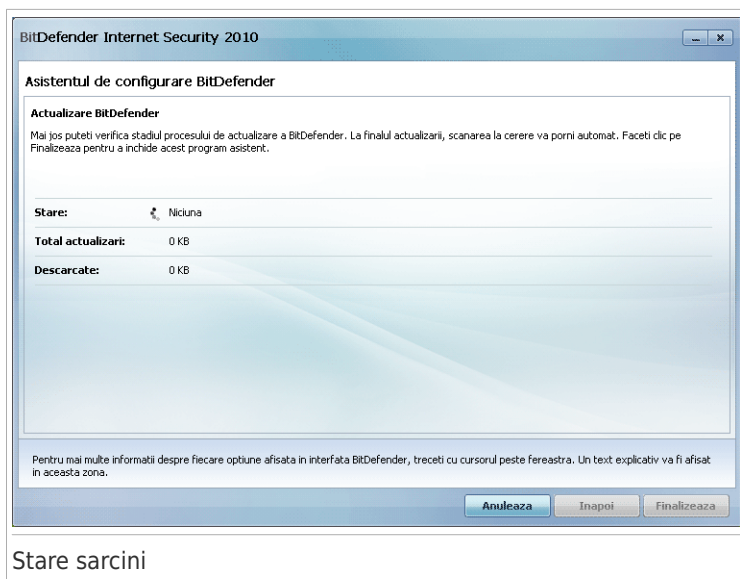 BitDefender Internet Security 2010
Asistentul de configurare BitDefender
Actualizare BitDefender
Mai jos puteti verifica stadiul procesului de actualizare a BitDefender. La finalul actualizarii, scanarea la cerere va porni automat. Faceti clic pe
Finalizeaza pentru a inchide acest program asistent.
Stare: Niciuna
Total actualizari: 0 KB
Descarcate: 0 KB
Pentru mai multe informatii despre fiecare optiune afisata in interfata BitDefender, treceti cu cursorul peste fereastra. Un text explicativ va fi afisat
in aceasta zona.
Anuleaza Inapoi Finalizeaza
Stare sarcini